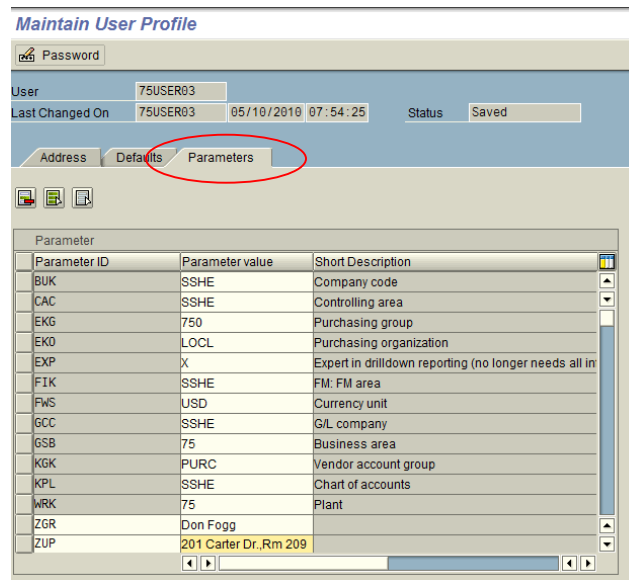 Maintain User Profile
Password
User 75USER03
Last Changed On 75USER03 05/10/2010 07:54:25 Status Saved
Address Defaults Parameters
Parameter
Parameter ID Parameter value Short Description
BUK SSHE Company code
CAC SSHE Controlling area
EKG 750 Purchasing group
EKO LOCL Purchasing organization
EXP X Expert in drilldown reporting (no longer needs all in
FIK SSHE FM: FM area
FWS USD Currency unit
GCC SSHE G/L company
GSB 75 Business area
KGK PURC Vendor account group
KPL SSHE Chart of accounts
WRK 75 Plant
ZGR Don Fogg
ZUP 201 Carter Dr.,Rm 209